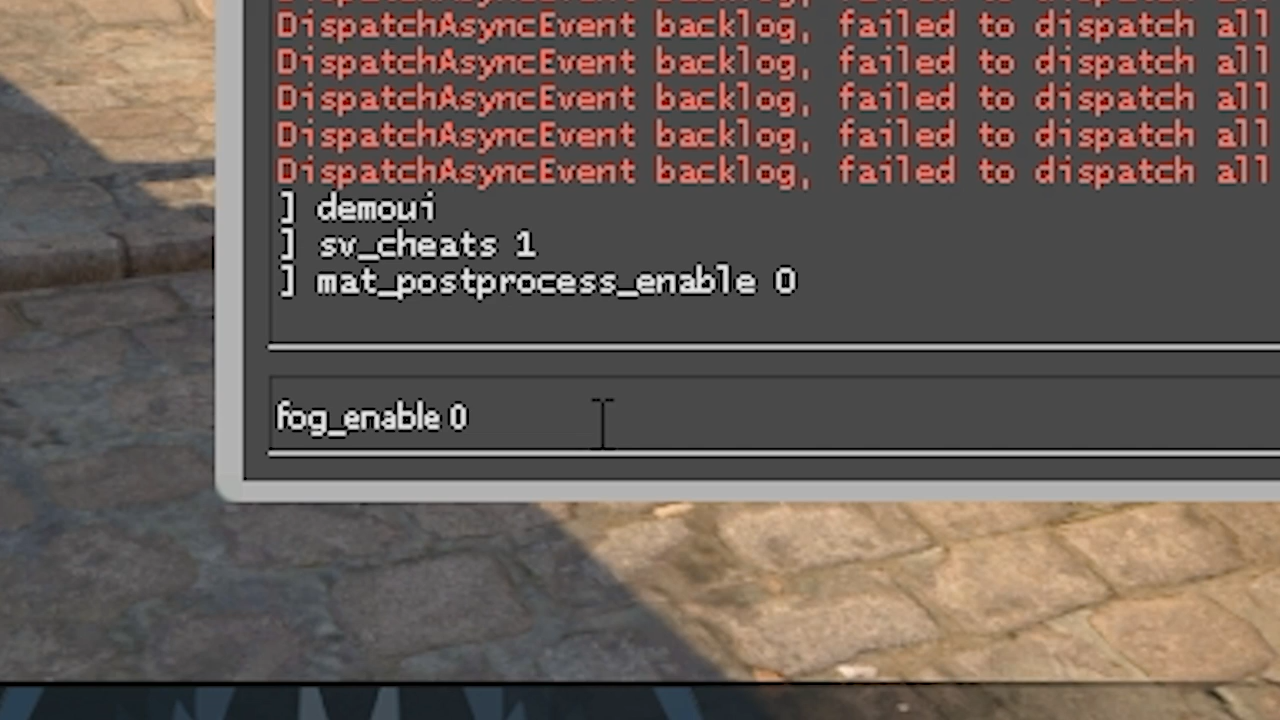 DispatchAsyncEvent backlog, failed to dispatch all
DispatchAsyncEvent backlog, failed to dispatch all
DispatchAsyncEvent backlog, failed to dispatch all
DispatchAsyncEvent backlog, failed to dispatch all
DispatchAsyncEvent backlog, failed to dispatch all
] demoui
] sv_cheats 1
] mat_postprocess_enable 0
fog_enable 0